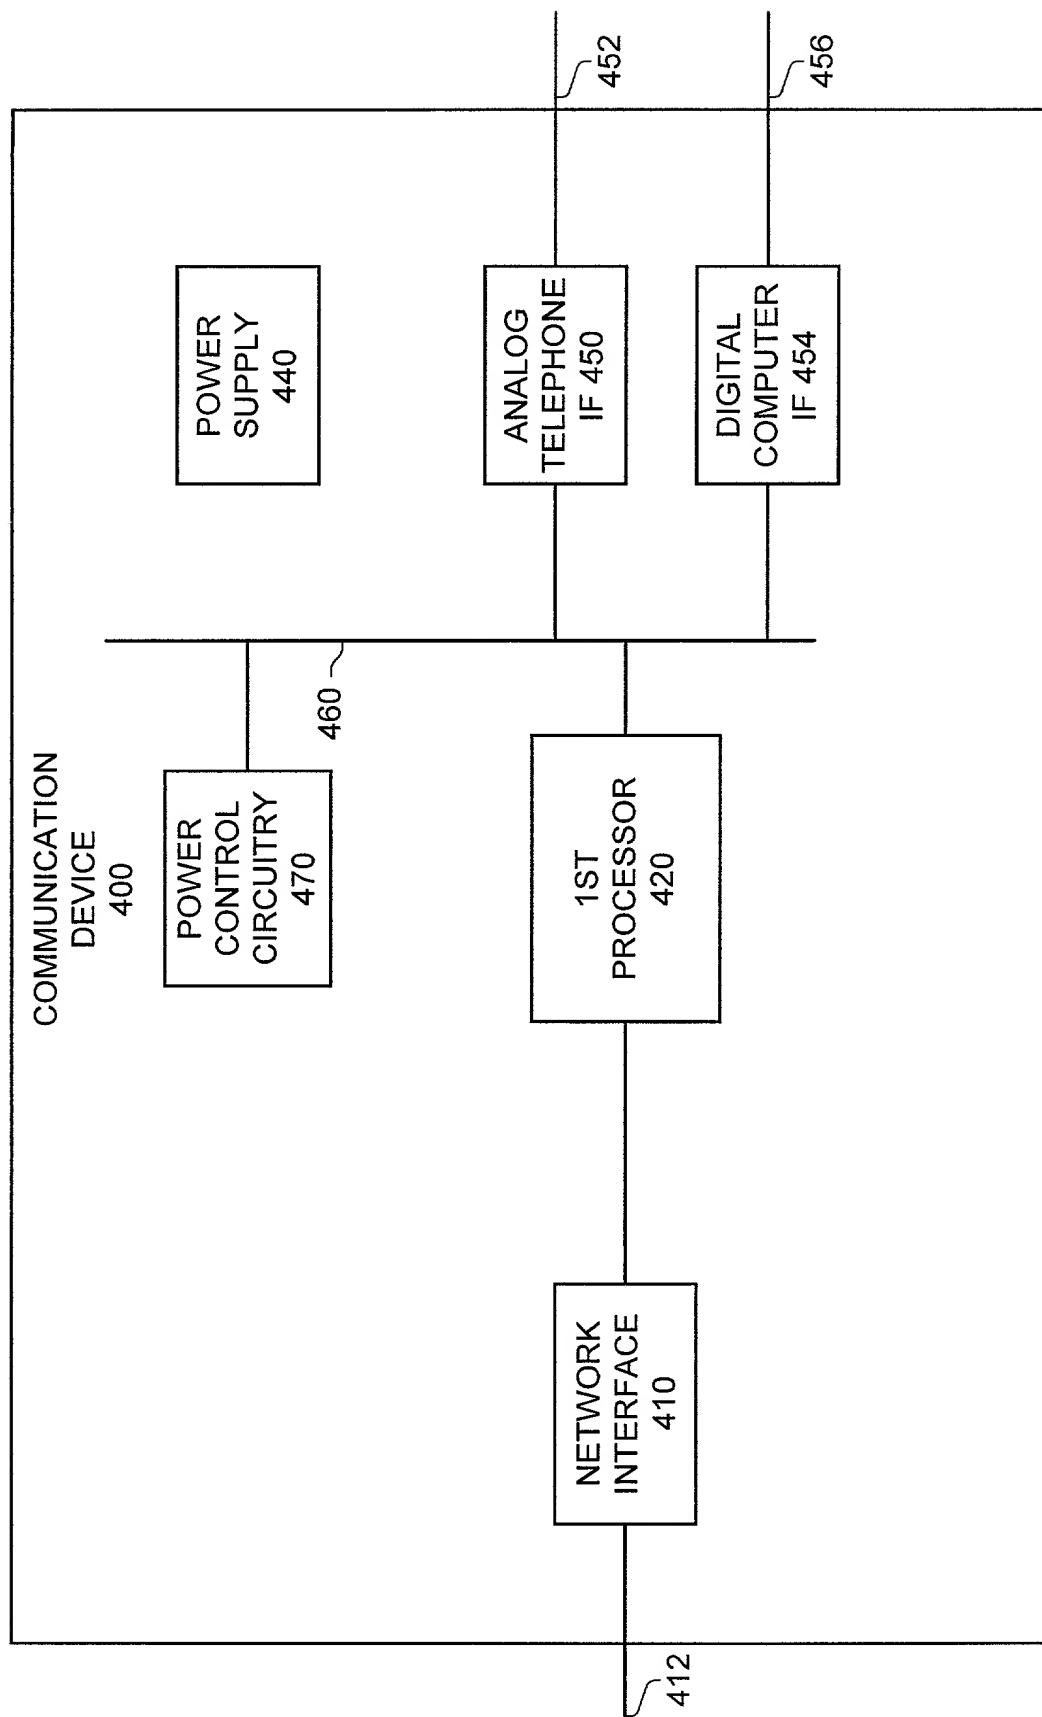 COMMUNICATION
DEVICE
400
POWER
CONTROL
CIRCUITRY
470
POWER
SUPPLY
440
460
412
NETWORK
INTERFACE
410
1ST
PROCESSOR
420
ANALOG
TELEPHONE
IF 450
452
DIGITAL
COMPUTER
IF 454
456